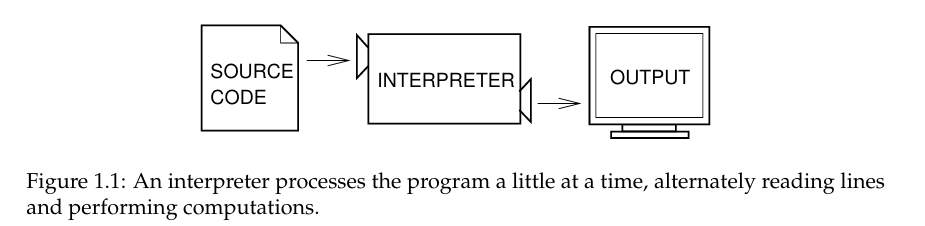 SOURCE
CODE
INTERPRETER
OUTPUT
Figure 1.1: An interpreter processes the program a little at a time, alternately reading lines
and performing computations.